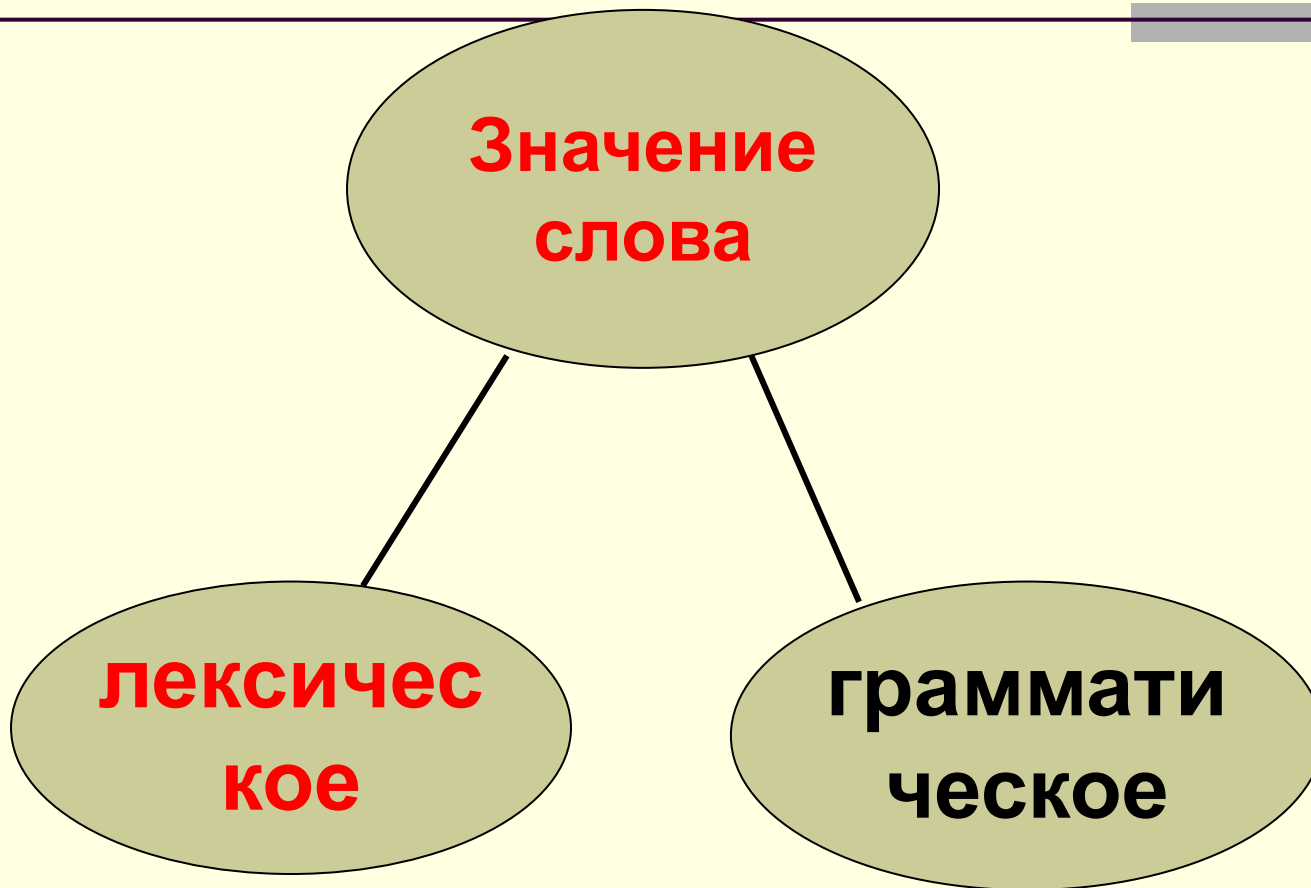 Значение
слова
лексичес
кое
граммати
ческое